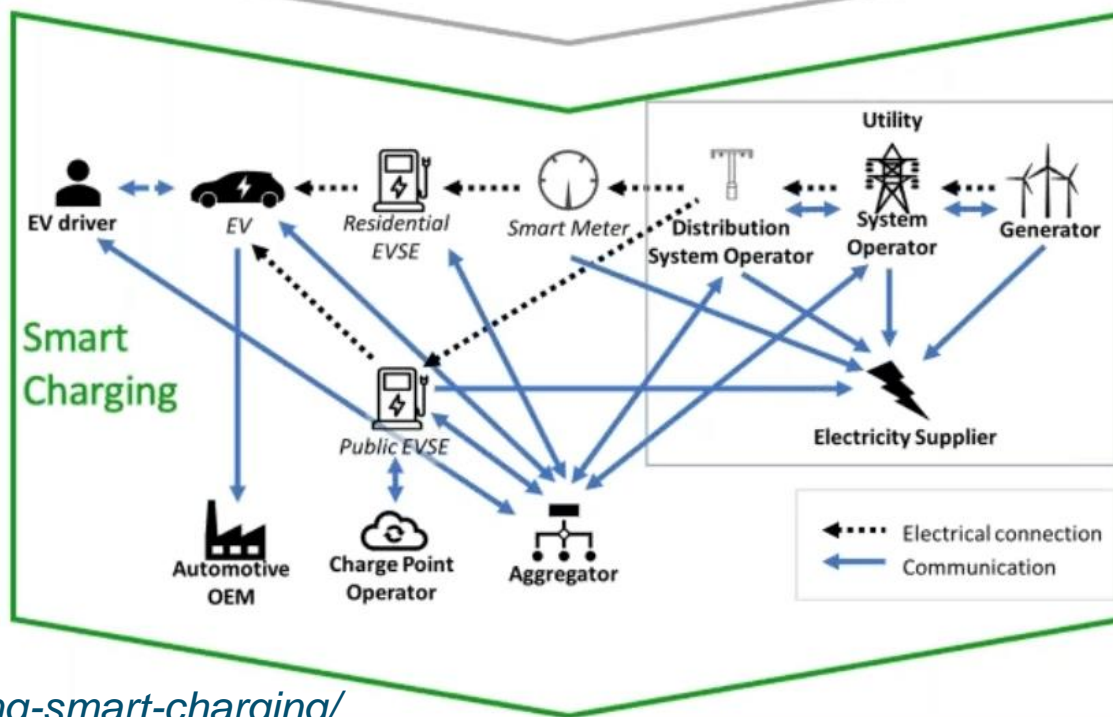 Utility
EV driver
EV
Residential
EVSE
Smart Meter
Distribution
System Operator
System
Operator
Generator
Smart
Charging
Public EVSE
Electricity Supplier
Automotive
OEM
Charge Point
Operator
Aggregator
Electrical connection
Communication
ng-smart-charging/